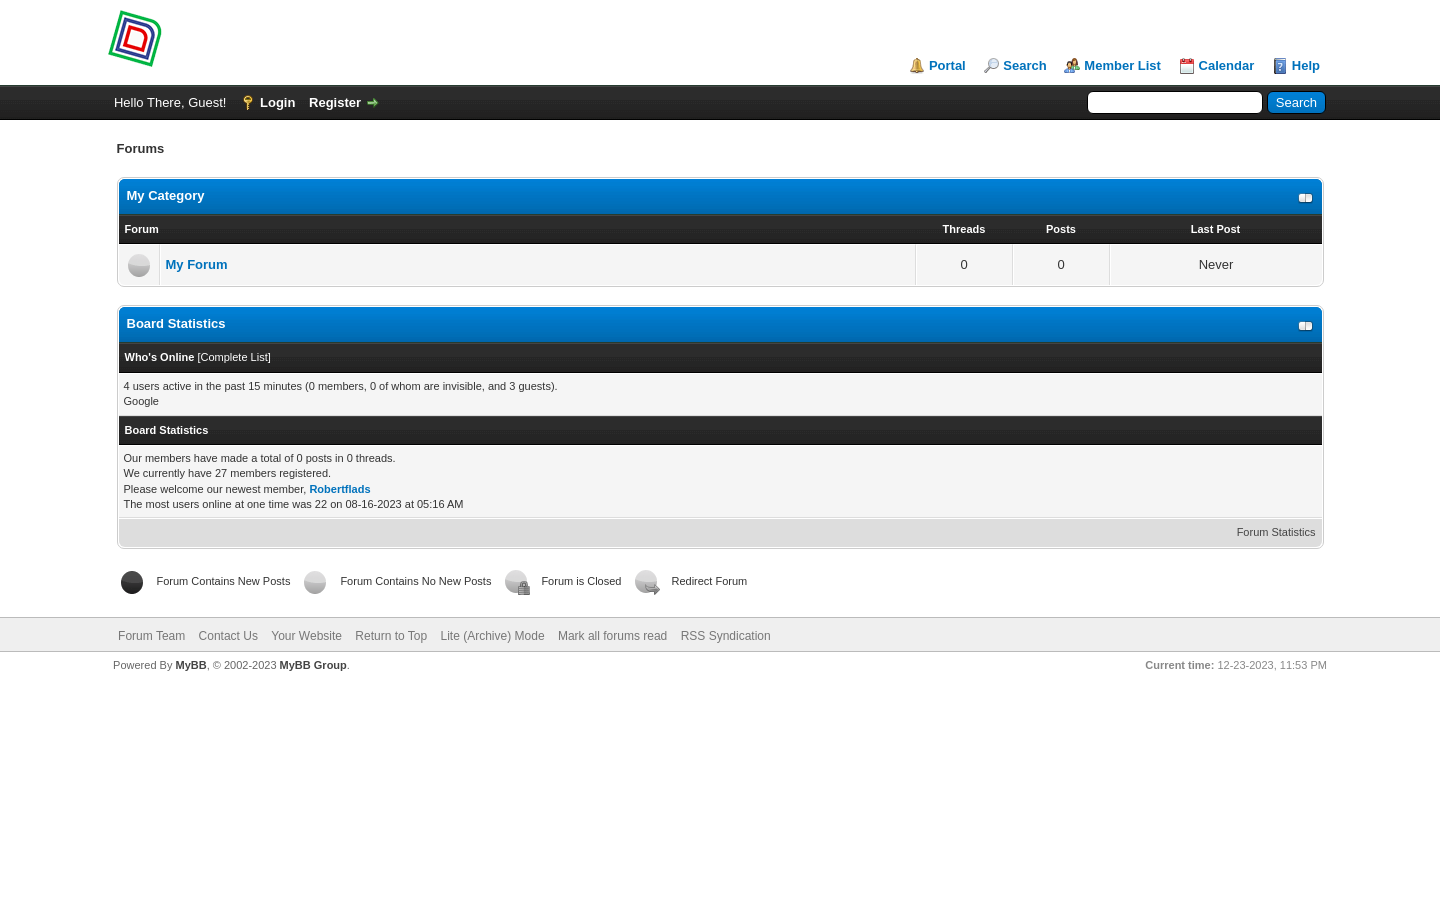 Portal Search Member List Calendar Help
Hello There, Guest! Login Register Search
Forums
My Category
Forum Threads Posts Last Post
My Forum 0 0 Never
Board Statistics
Who's Online [Complete List]
4 users active in the past 15 minutes (0 members, 0 of whom are invisible, and 3 guests).
Google
Board Statistics
Our members have made a total of 0 posts in 0 threads.
We currently have 27 members registered.
Please welcome our newest member, Robertflads
The most users online at one time was 22 on 08-16-2023 at 05:16 AM
Forum Statistics
Forum Contains New Posts Forum Contains No New Posts Forum is Closed Redirect Forum
Forum Team Contact Us Your Website Return to Top Lite (Archive) Mode Mark all forums read RSS Syndication
Powered By MyBB, © 2002-2023 MyBB Group. Current time: 12-23-2023, 11:53 PM